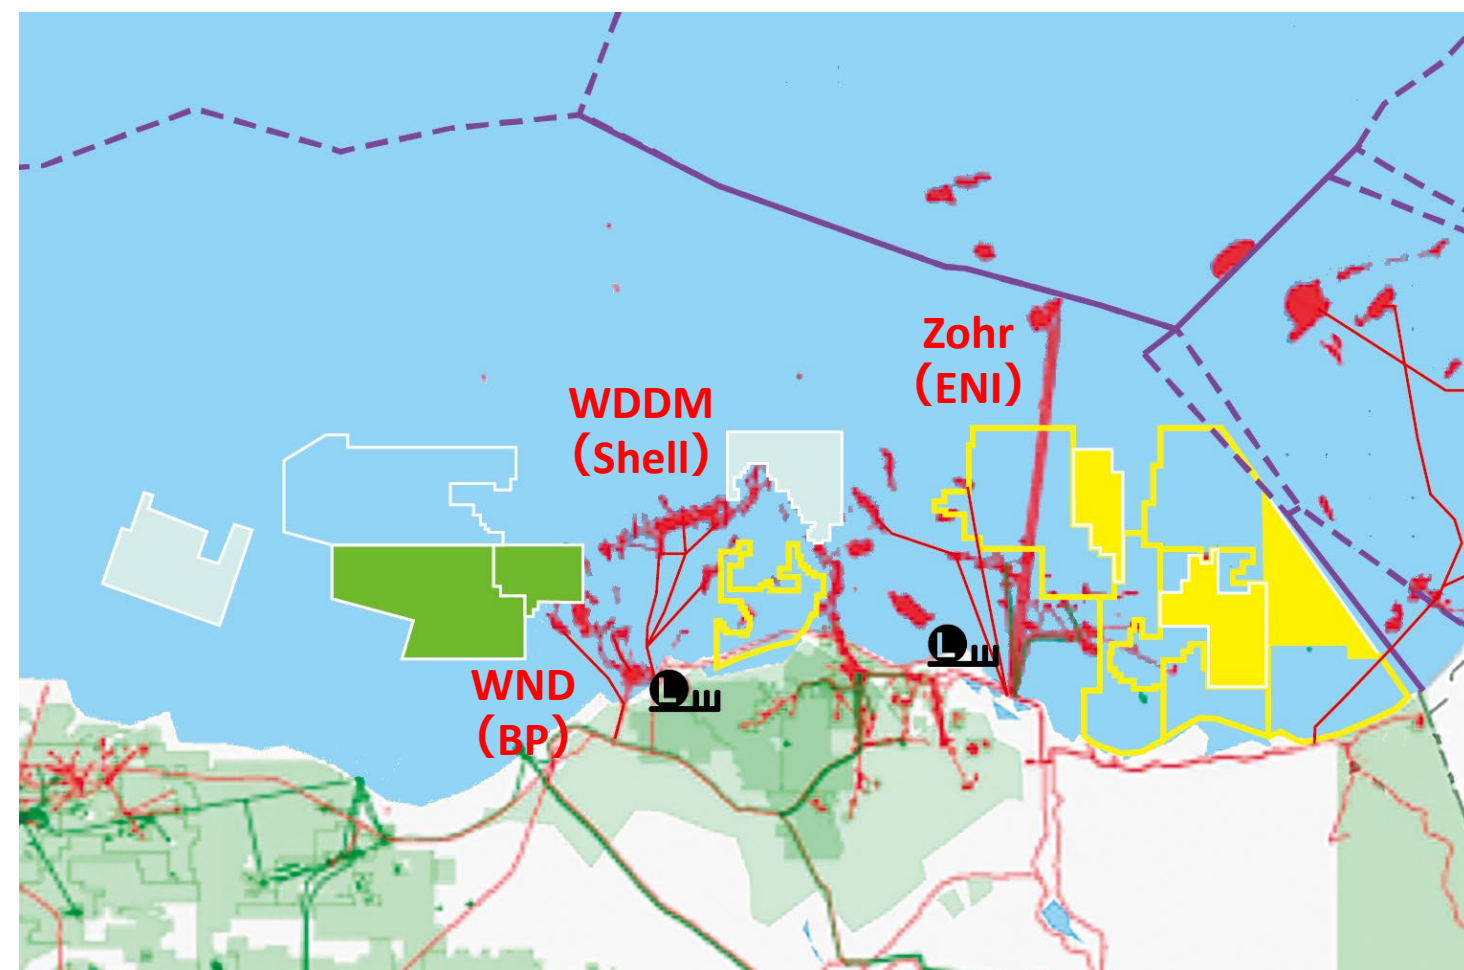 Zohr
（ENI）
WDDM
（Shell）
WND
（BP）
L
L